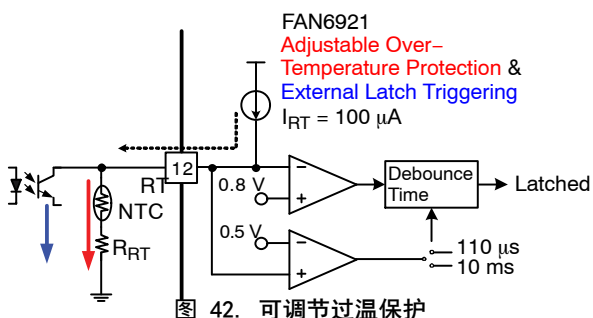 FAN6921
Adjustable Over–
Temperature Protection &
External Latch Triggering
IRT = 100 μA
12
RT
0.8 V
Debounce
Time
Latched
NTC
0.5 V
RRT
110 μs
10 ms
图 42. 可调节过温保护